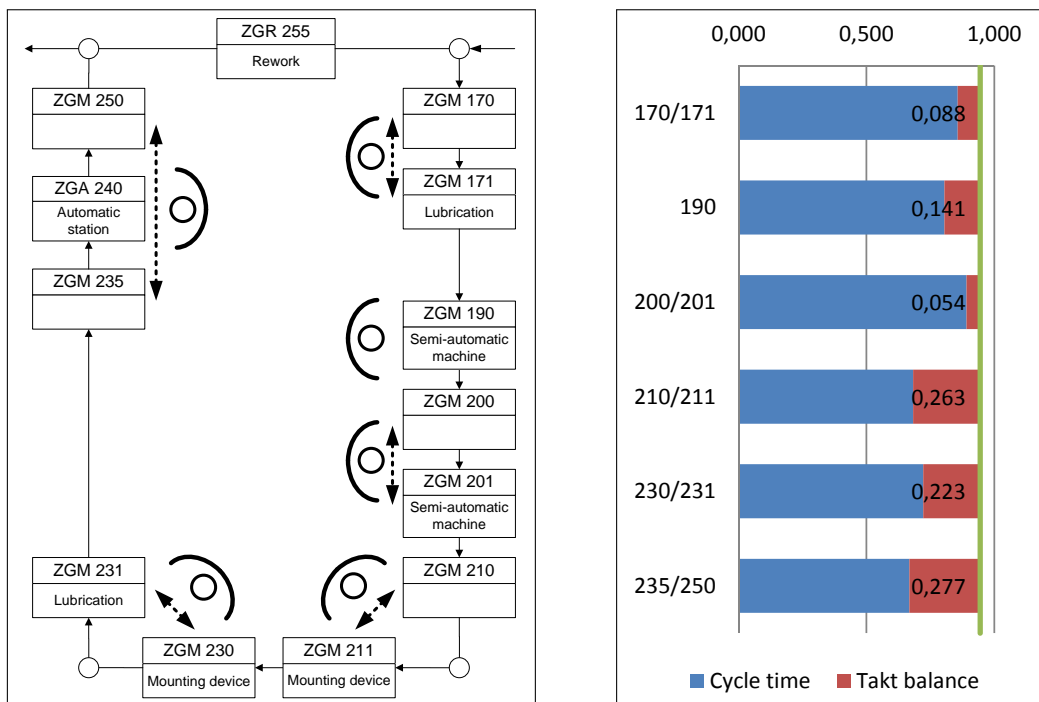 ZGR 255
Rework
ZGM 250
ZGM 170
ZGA 240
Automatic
station
ZGM 171
Lubrication
ZGM 235
ZGM 190
Semi-automatic
machine
ZGM 200
ZGM 201
Semi-automatic
machine
ZGM 231
Lubrication
ZGM 210
ZGM 230
Mounting device
ZGM 211
Mounting device
0,000 0,500 1,000
170/171 0,088
190 0,141
200/201 0,054
210/211 0,263
230/231 0,223
235/250 0,277
Cycle time Takt balance